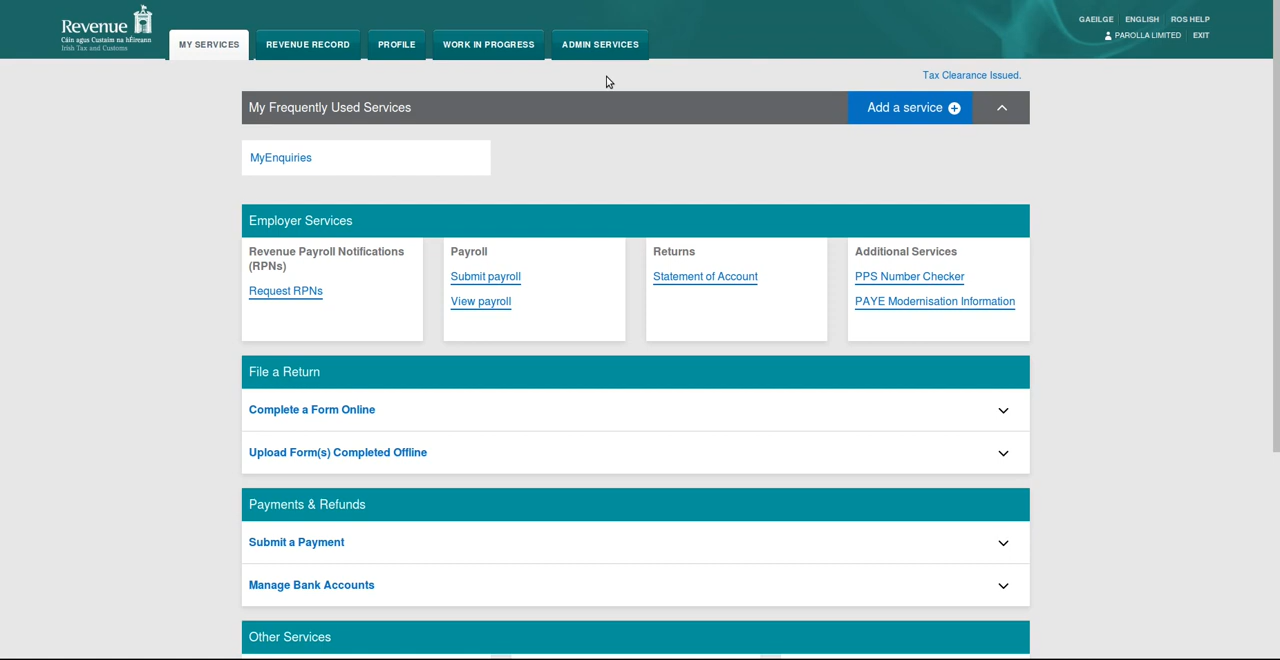 Revenue
Cáin agus Custaim na hÉireann
Irish Tax and Customs
MY SERVICES
REVENUE RECORD
PROFILE
WORK IN PROGRESS
ADMIN SERVICES
GAEILGE
ENGLISH
ROS HELP
PAROLLA LIMITED
EXIT
Tax Clearance Issued.
My Frequently Used Services
Add a service
MyEnquiries
Employer Services
Revenue Payroll Notifications
(RPNs)
Request RPNs
Payroll
Submit payroll
View payroll
Returns
Statement of Account
Additional Services
PPS Number Checker
PAYE Modernisation Information
File a Return
Complete a Form Online
Upload Form(s) Completed Offline
Payments & Refunds
Submit a Payment
Manage Bank Accounts
Other Services